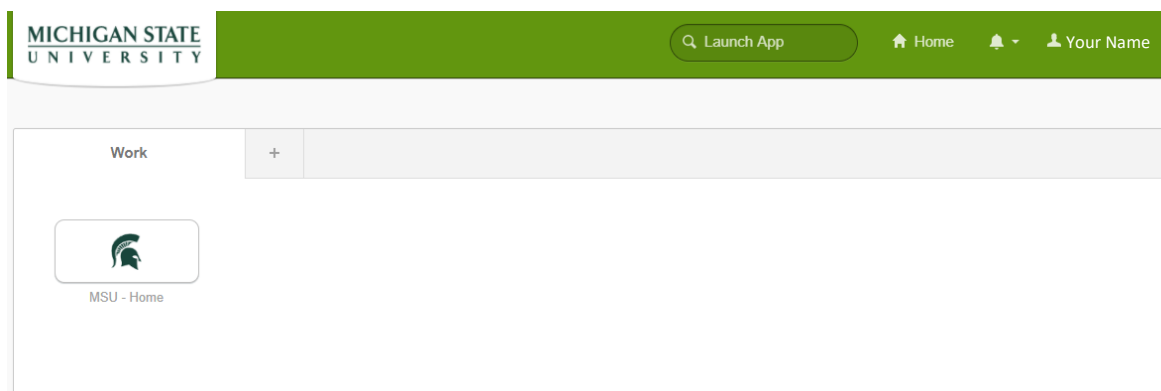 MICHIGAN STATE
UNIVERSITY
Launch App
Home
Your Name
Work
+
MSU - Home